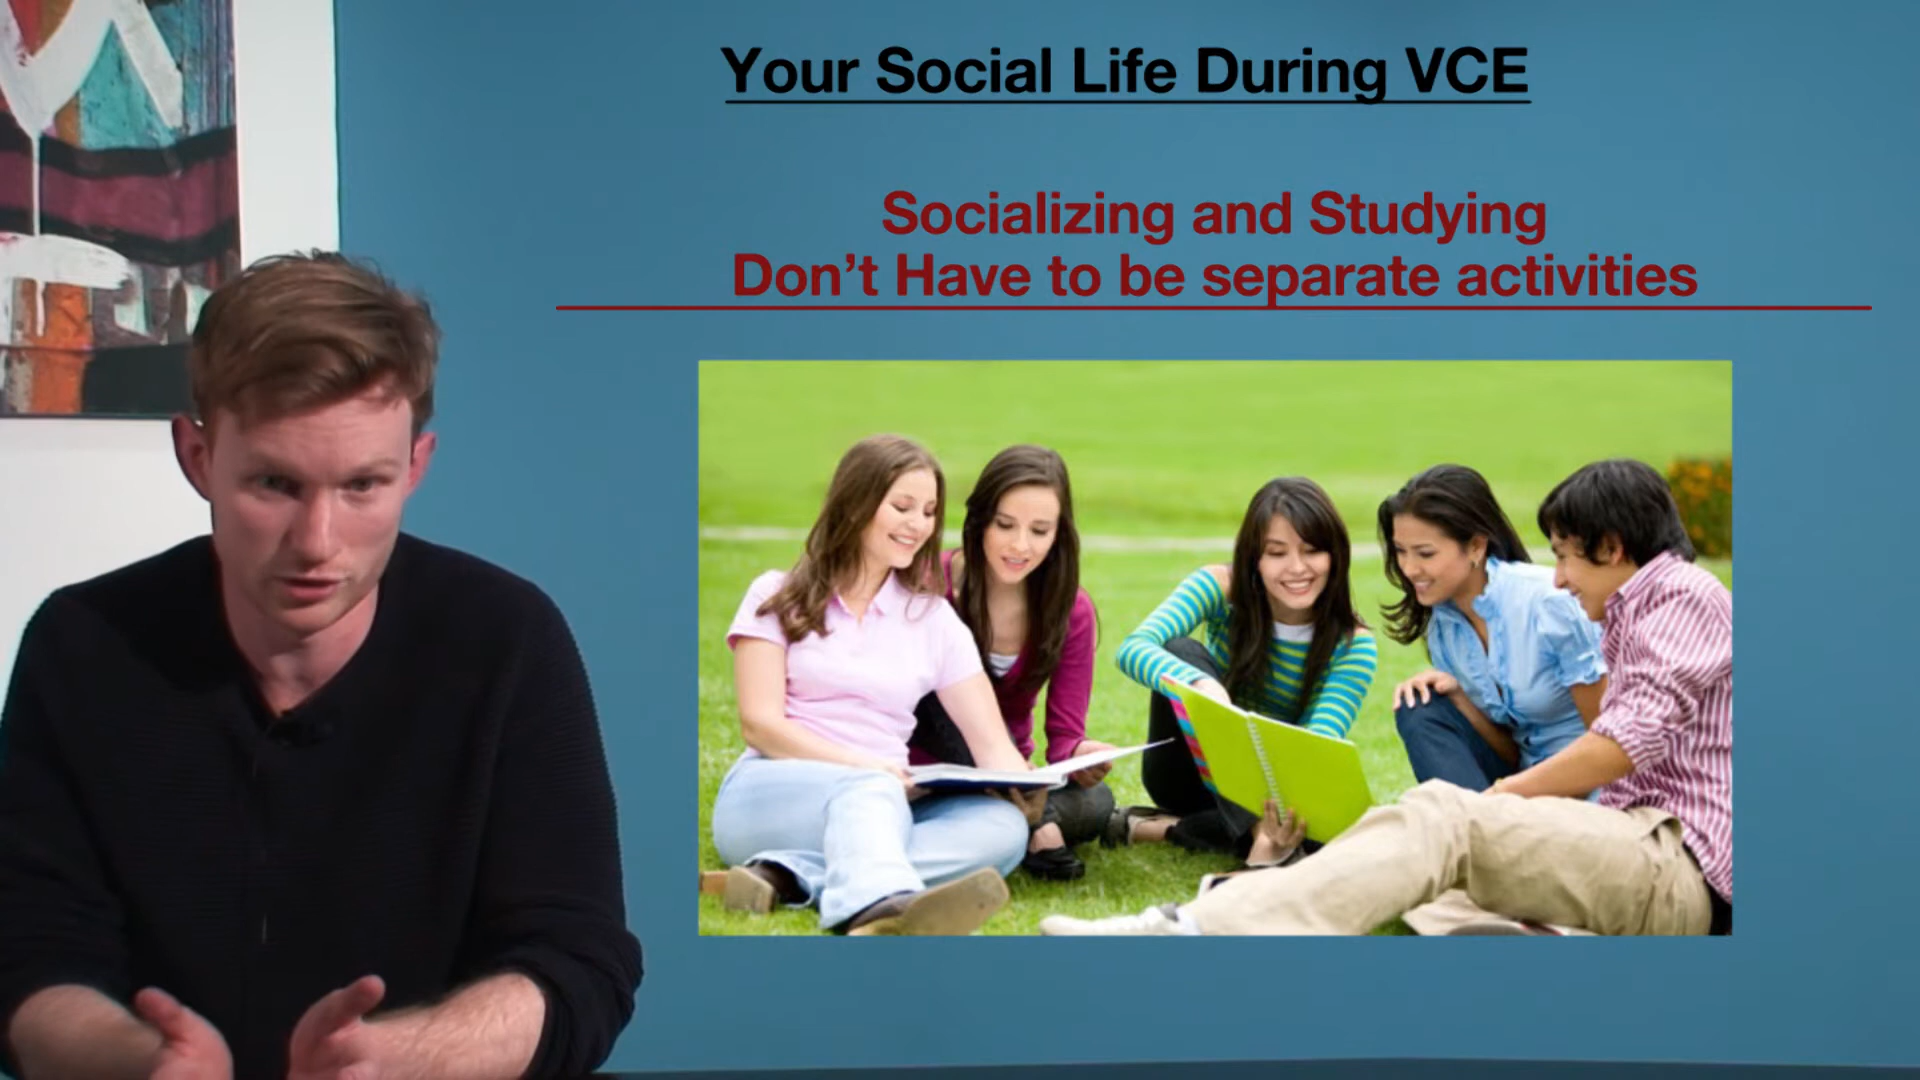 Your Social Life During VCE
Socializing and Studying
Don’t Have to be separate activities